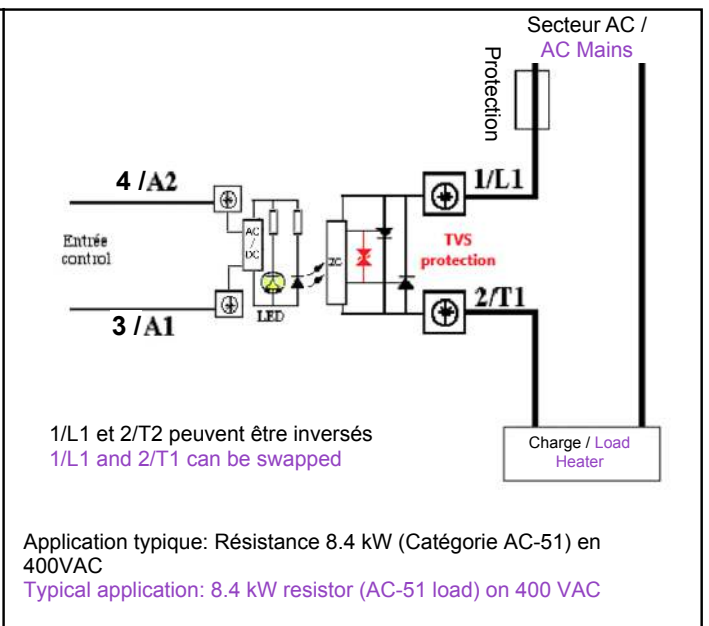 Secteur AC /
AC Mains
Protection
4 /A2
1/L1
AC
/
DC
Entrée
control
ZC
TVS
protection
LED
3 /A1
2/T1
1/L1 et 2/T2 peuvent être inversés
1/L1 and 2/T1 can be swapped
Charge / Load
Heater
Application typique: Résistance 8.4 kW (Catégorie AC-51) en
400VAC
Typical application: 8.4 kW resistor (AC-51 load) on 400 VAC